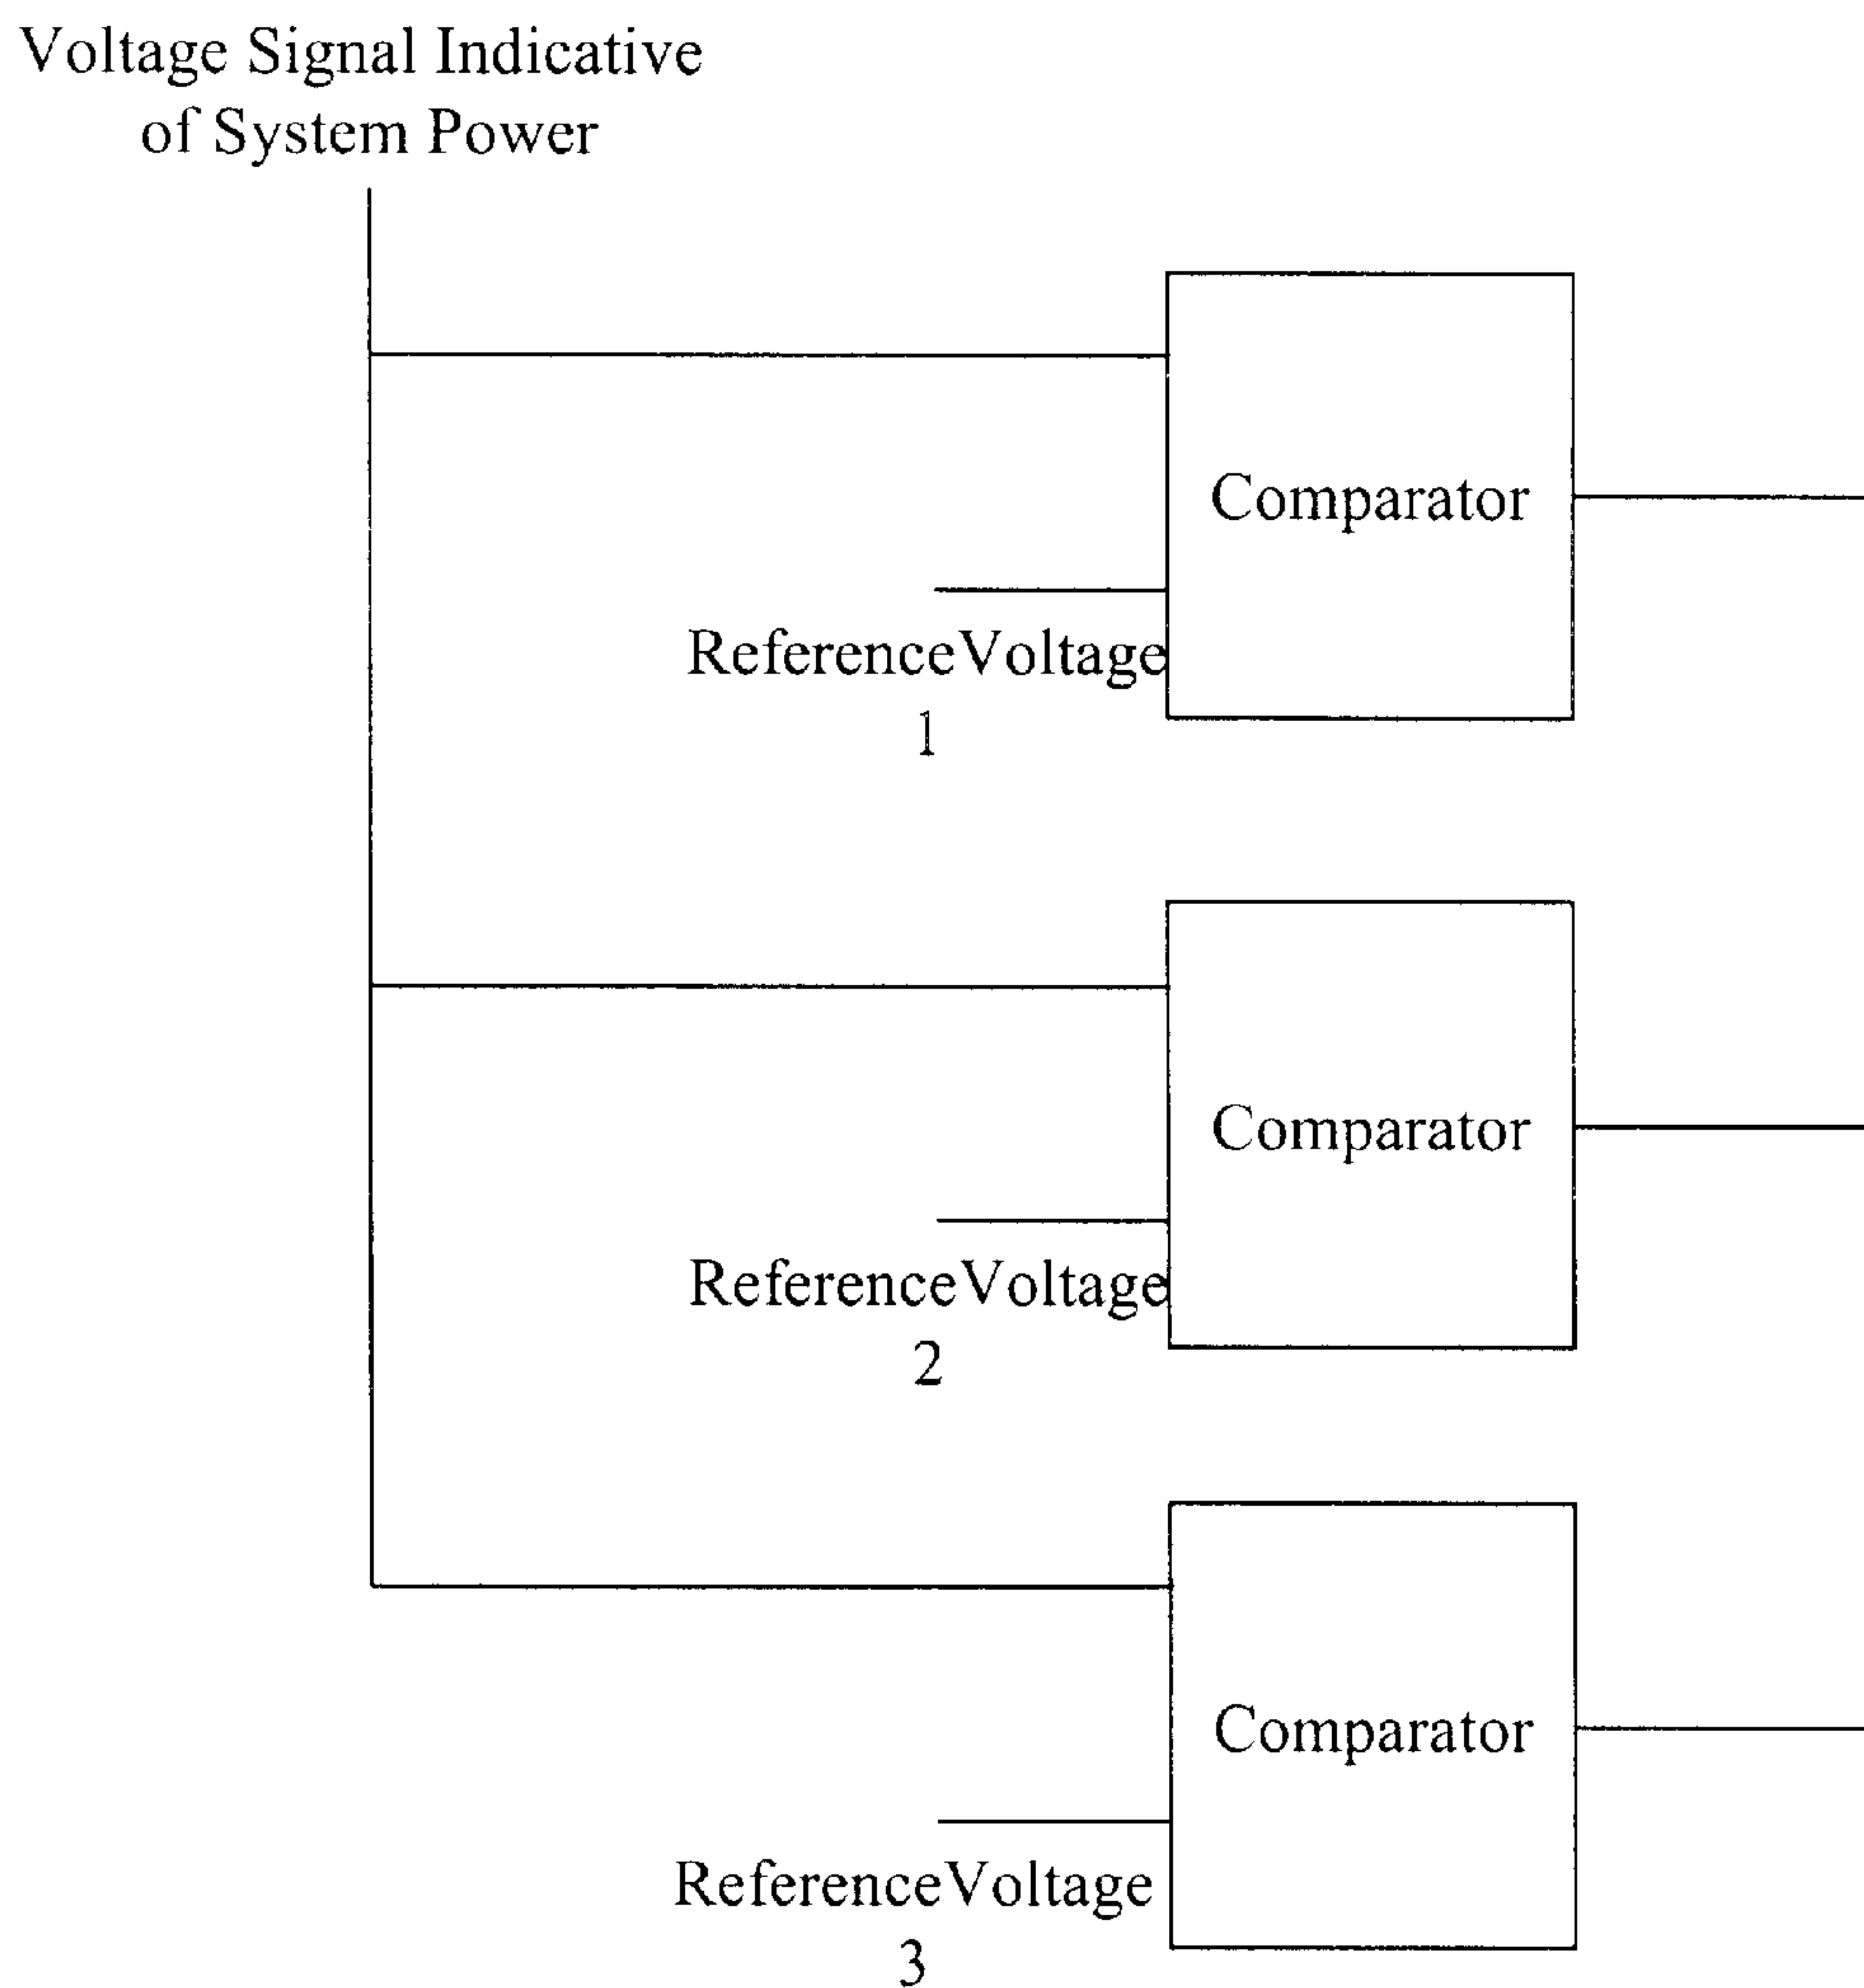 Voltage Signal Indicative
of System Power
Comparator
ReferenceVoltage
1
Comparator
ReferenceVoltage
2
Comparator
ReferenceVoltage
3